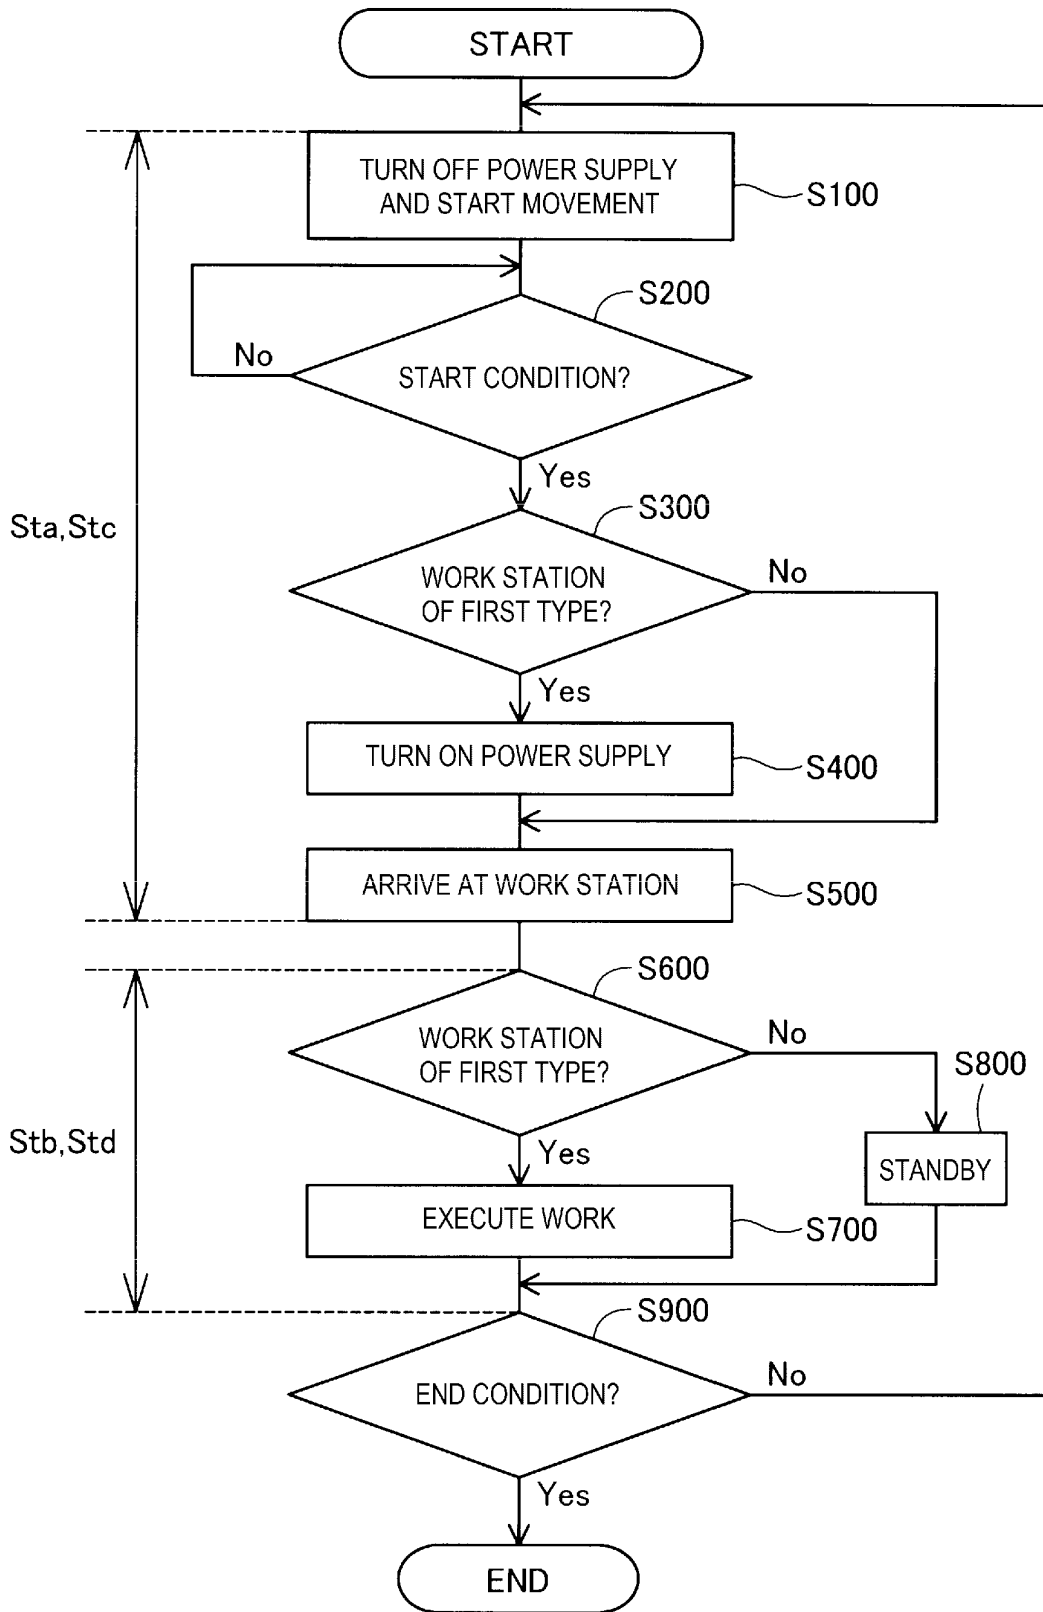 START
TURN OFF POWER SUPPLY
AND START MOVEMENT
S100
S200
No
START CONDITION?
Yes
S300
Sta,Stc
WORK STATION
OF FIRST TYPE?
No
Yes
TURN ON POWER SUPPLY
S400
ARRIVE AT WORK STATION
S500
S600
WORK STATION
OF FIRST TYPE?
No
S800
Stb,Std
Yes
STANDBY
EXECUTE WORK
S700
S900
END CONDITION?
No
Yes
END